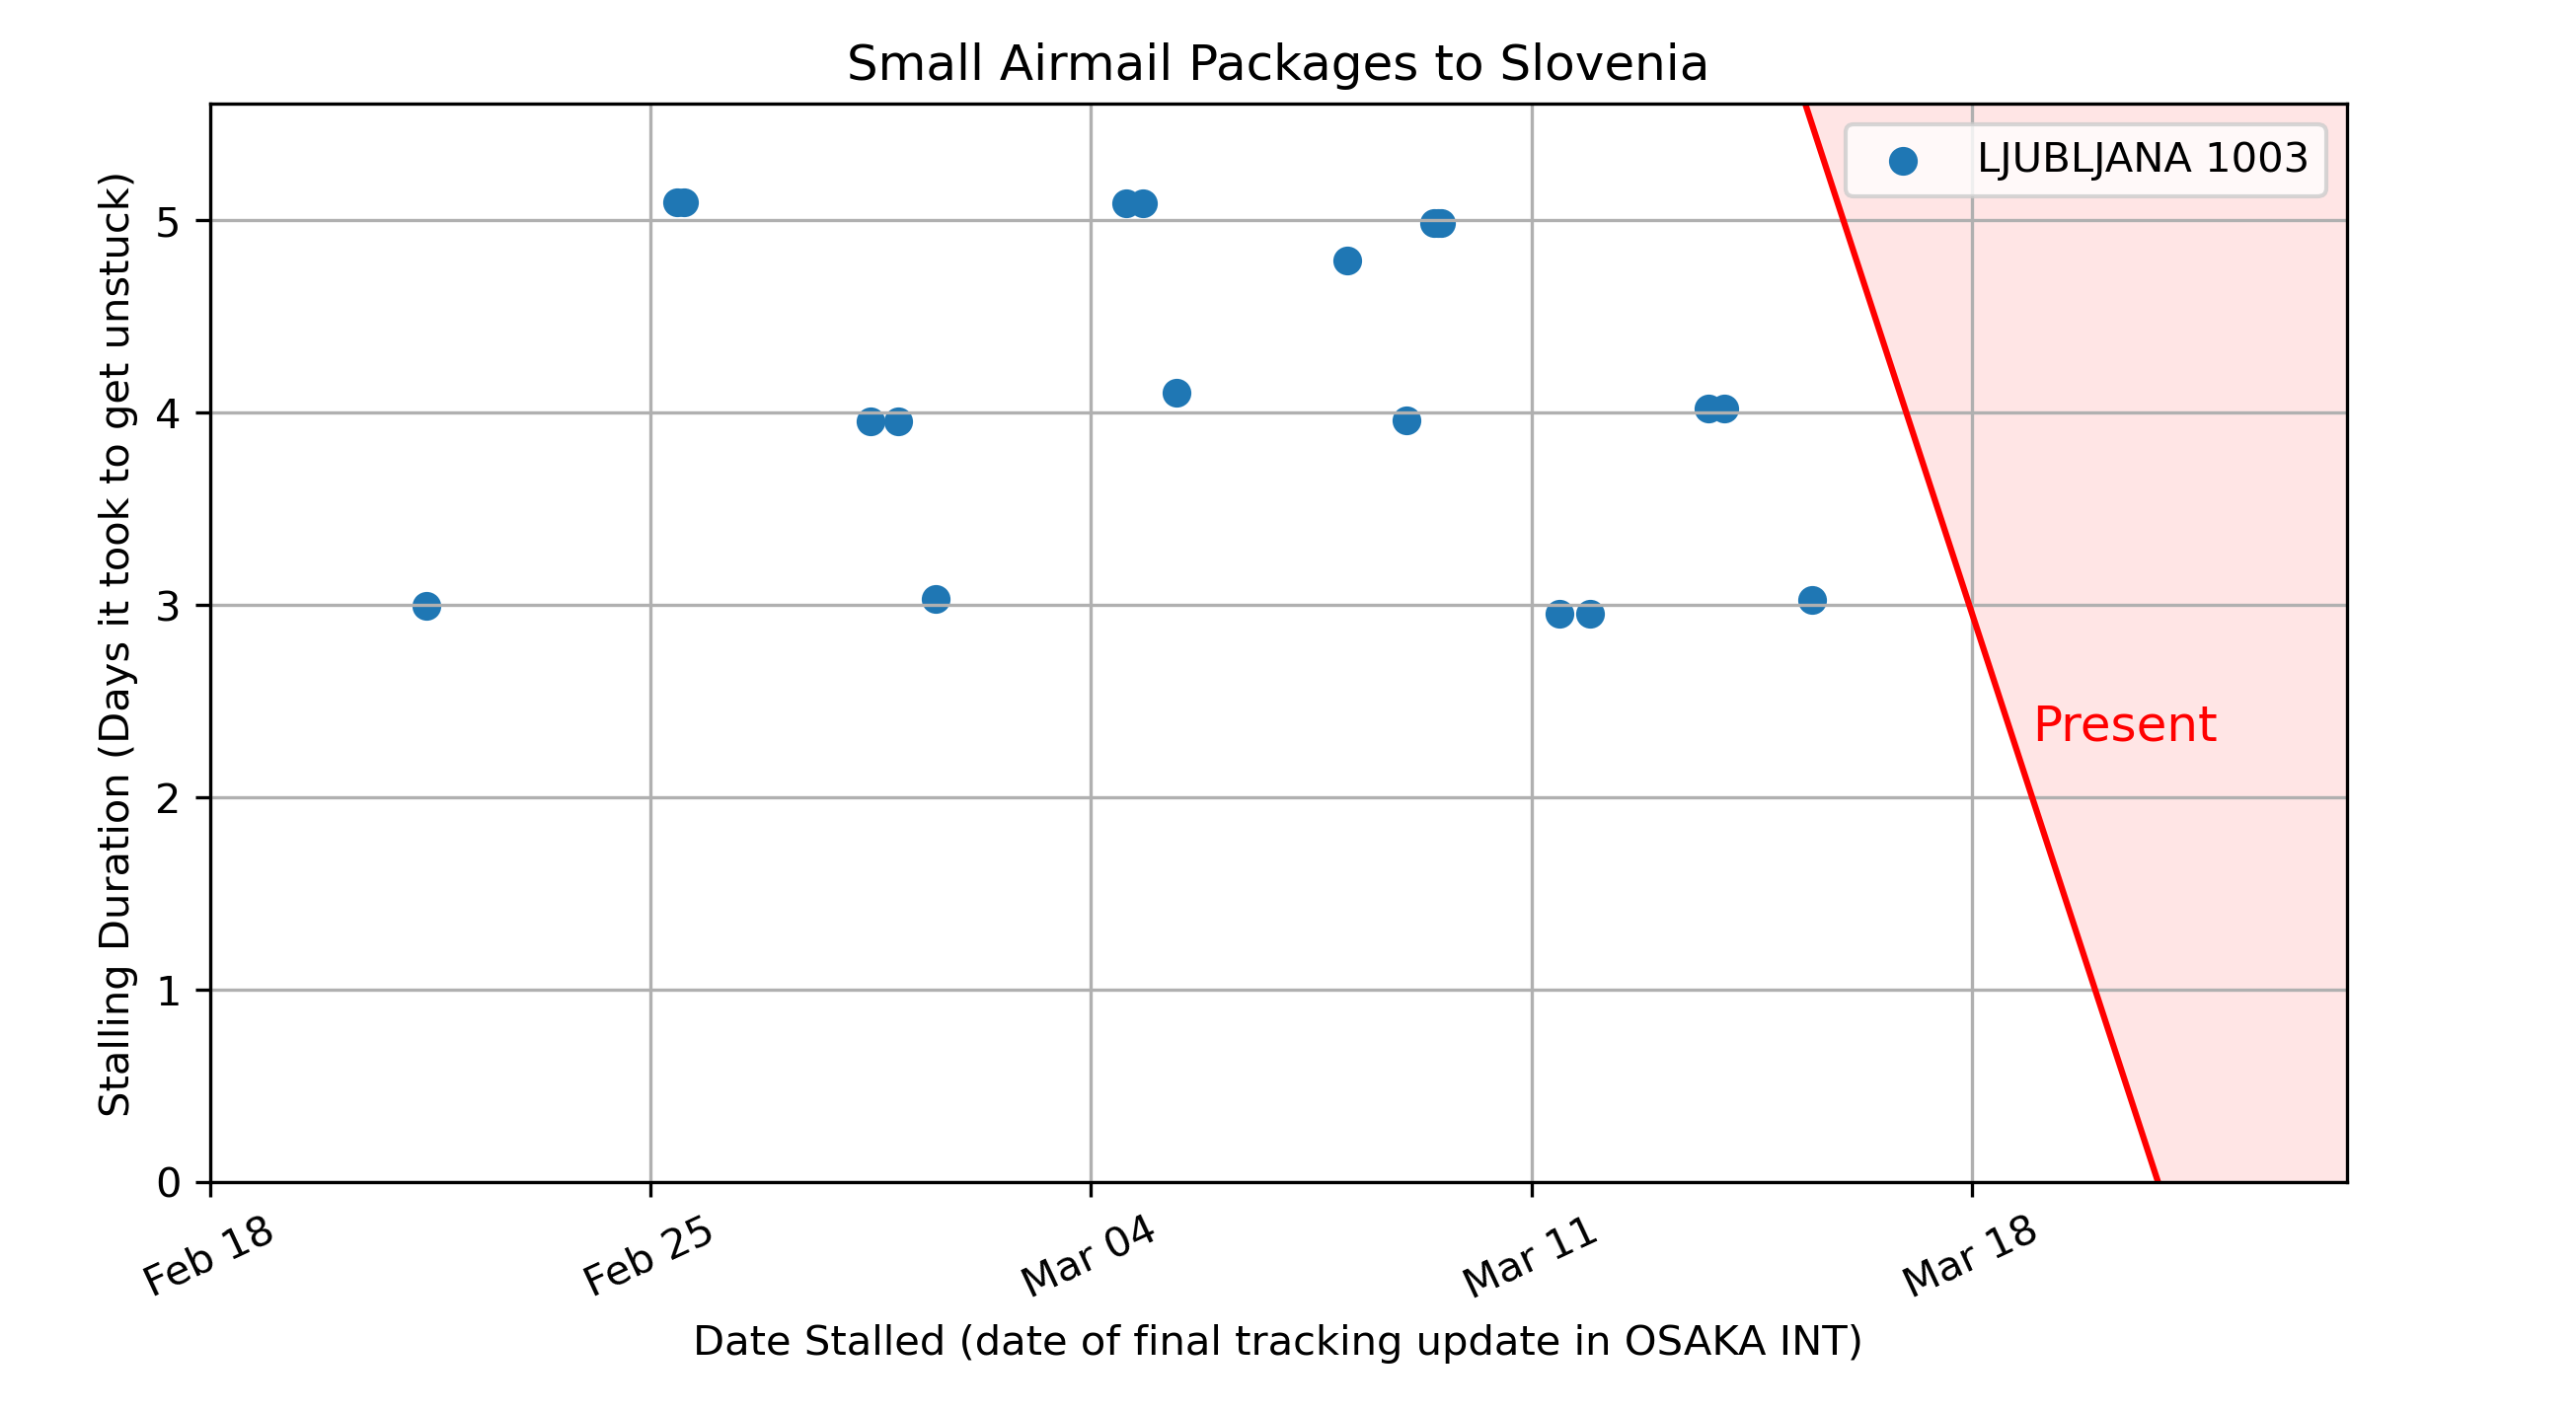 Small Airmail Packages to Slovenia
LJUBLJANA 1003
Stalling Duration (Days it took to get unstuck)
5
4
3
2
1
0
Present
Feb 18
Feb 25
Mar 04
Mar 11
Mar 18
Date Stalled (date of final tracking update in OSAKA INT)